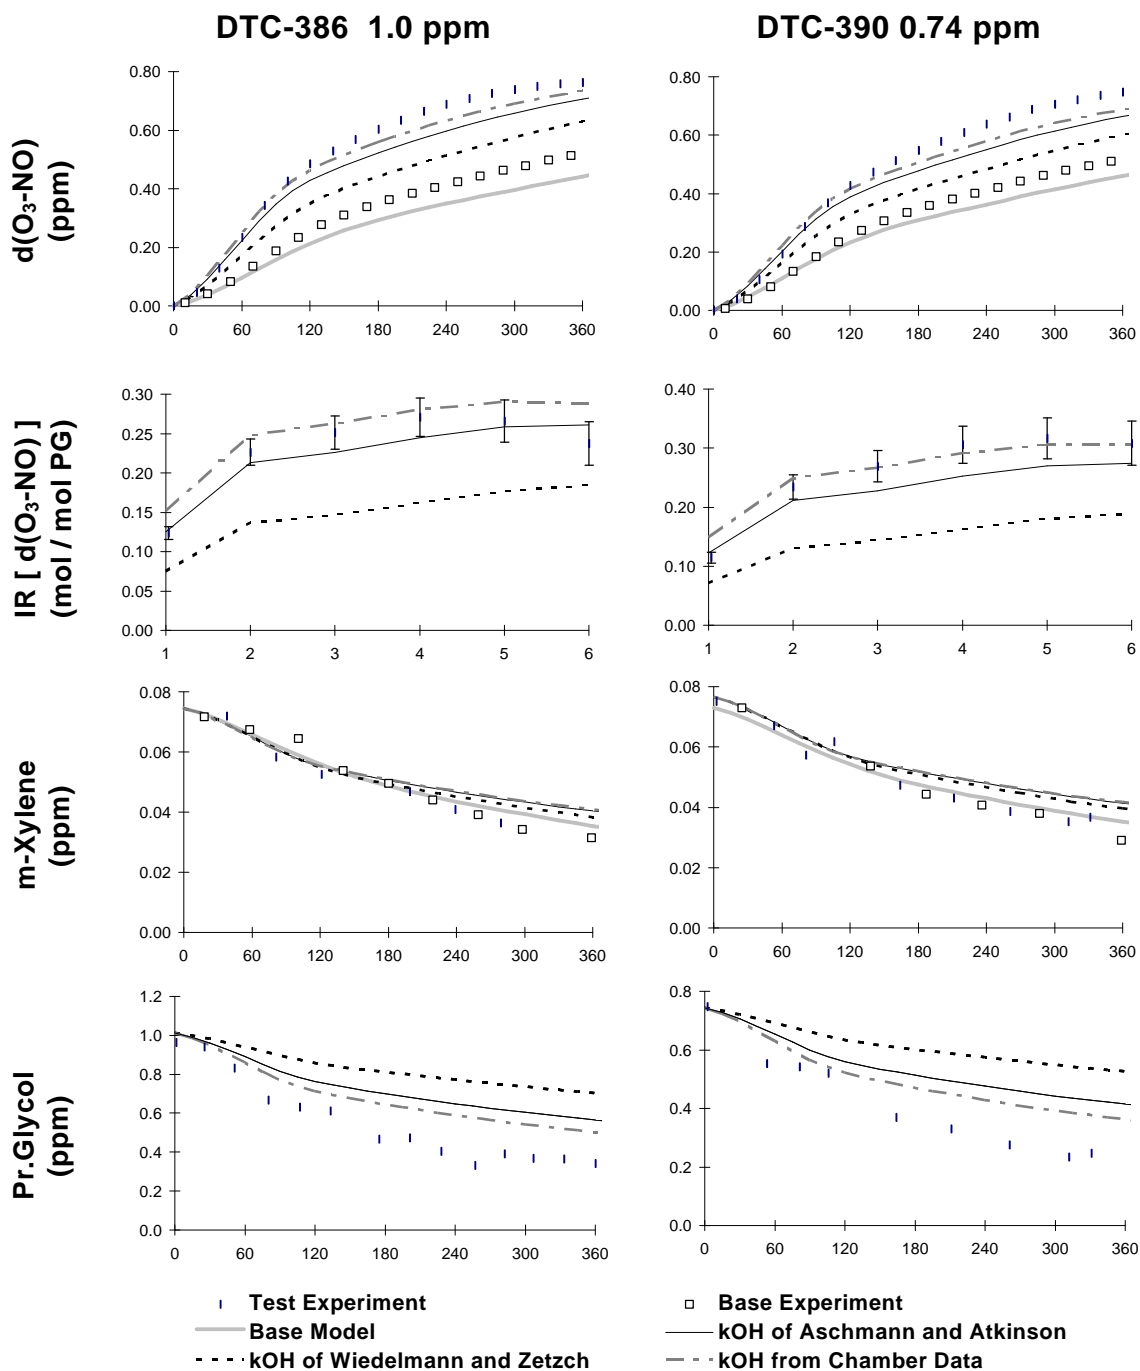 DTC-386 1.0 ppm
DTC-390 0.74 ppm
d(O₃-NO)
(ppm)
0.80
0.60
0.40
0.20
0.00
0 60 120 180 240 300 360
0.80
0.60
0.40
0.20
0.00
0 60 120 180 240 300 360
IR [ d(O₃-NO) ]
(mol / mol PG)
0.30
0.25
0.20
0.15
0.10
0.05
0.00
1 2 3 4 5 6
0.40
0.30
0.20
0.10
0.00
1 2 3 4 5 6
m-Xylene
(ppm)
0.08
0.06
0.04
0.02
0.00
0 60 120 180 240 300 360
0.08
0.06
0.04
0.02
0.00
0 60 120 180 240 300 360
Pr.Glycol
(ppm)
1.2
1.0
0.8
0.6
0.4
0.2
0.0
0 60 120 180 240 300 360
0.8
0.6
0.4
0.2
0.0
0 60 120 180 240 300 360
Test Experiment
Base Experiment
Base Model
kOH of Aschmann and Atkinson
kOH of Wiedelmann and Zetzch
kOH from Chamber Data